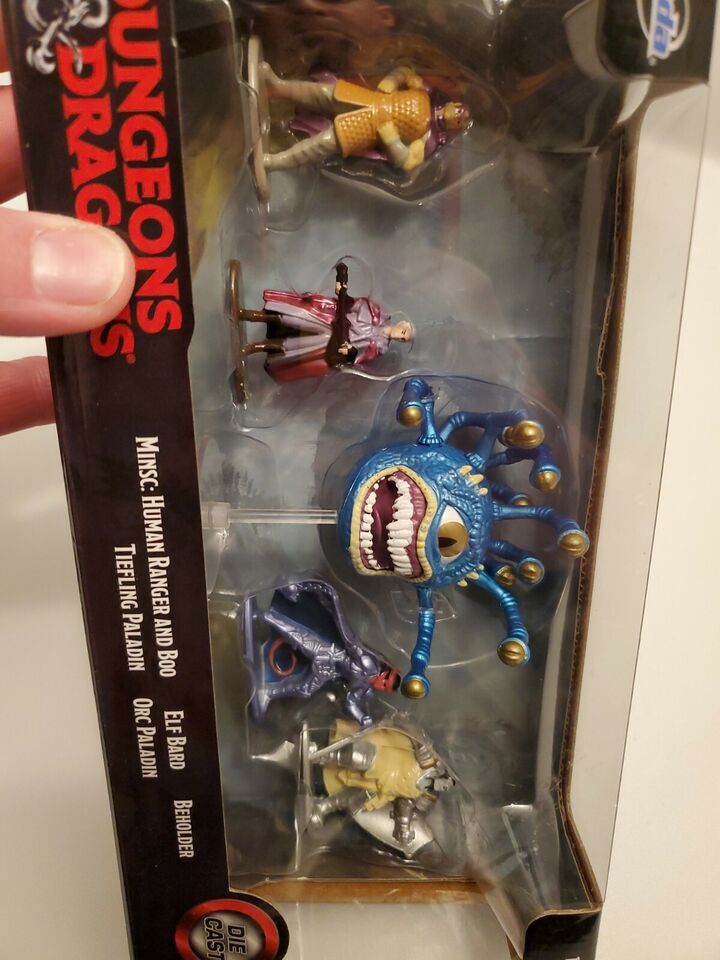 DUNGEONS
& DRAGONS®
MINSC: HUMAN RANGER AND BOO ELF BARD BEHOLDER
TIEFLING PALADIN ORC PALADIN
DIE
CAST